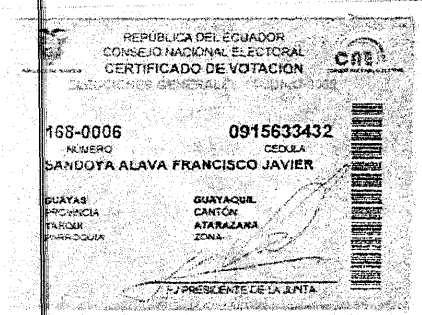 REPÚBLICA DEL ECUADOR
CONSEJO NACIONAL ELECTORAL
CERTIFICADO DE VOTACIÓN
cne
168-0006
NÚMERO
0915633432
CÉDULA
SANDOYA ALAVA FRANCISCO JAVIER
GUAYAS
PROVINCIA
TARQUI
PARROQUIA
GUAYAQUIL
CANTÓN
ATARAZANA
ZONA
F.) PRESIDENTE DE LA JUNTA